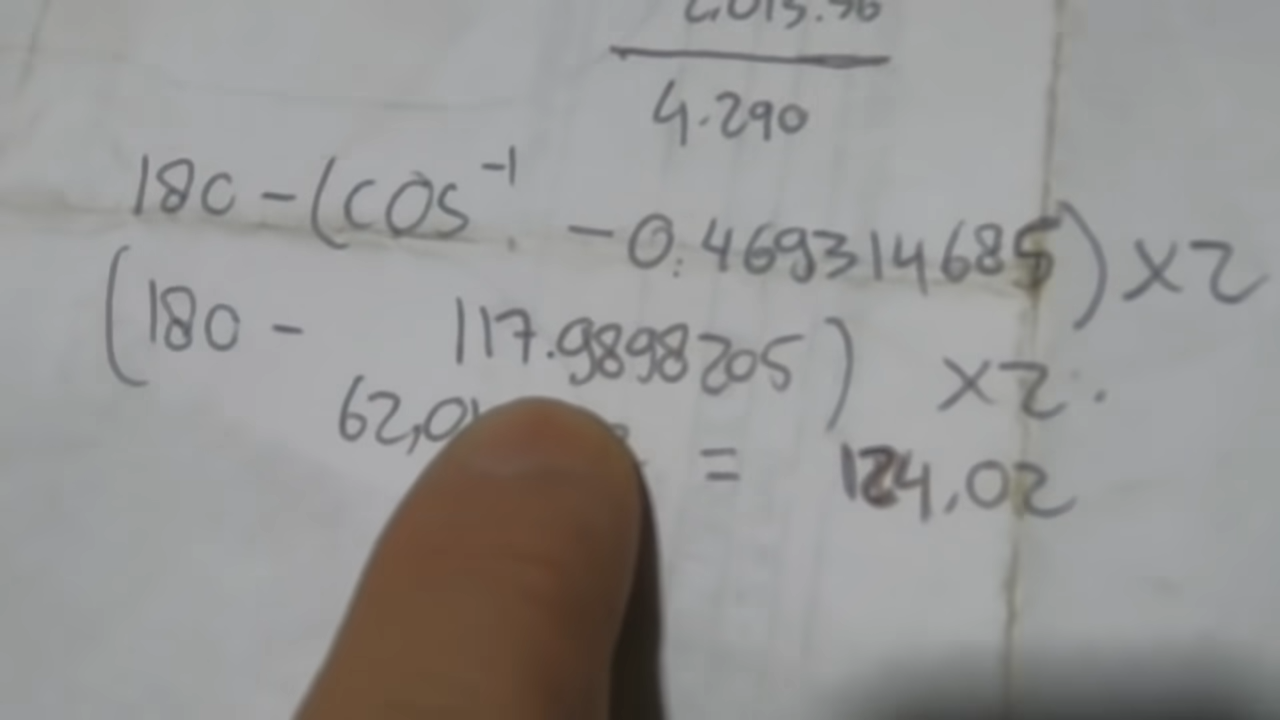 4.290
180 - (cos⁻¹ . - 0.469314685) x2
(180 - 117.9898205) x2.
62,0 = 124,02